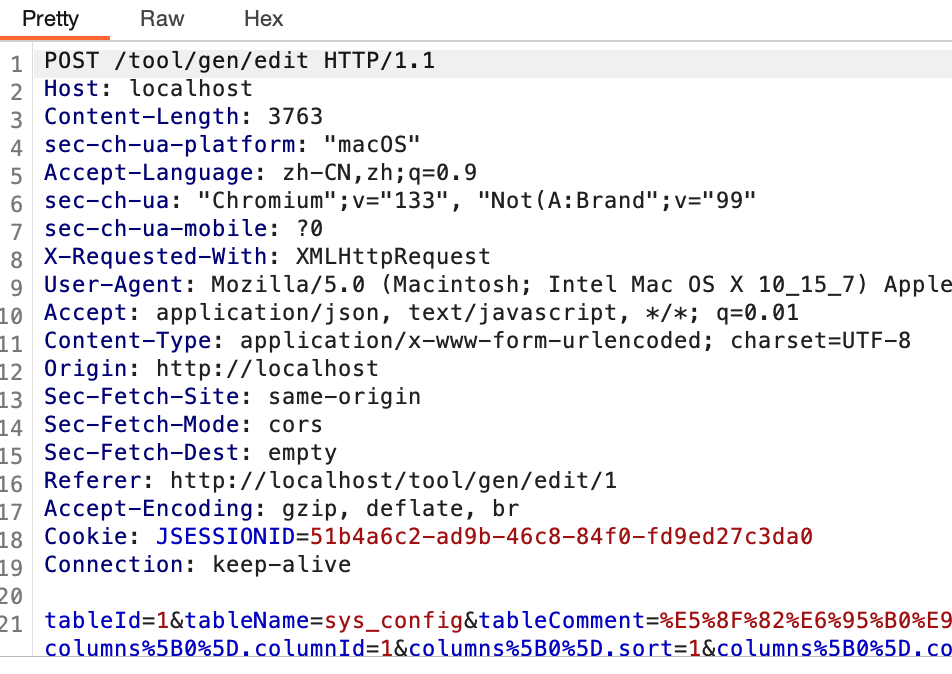 Pretty Raw Hex
1 POST /tool/gen/edit HTTP/1.1
2 Host: localhost
3 Content-Length: 3763
4 sec-ch-ua-platform: "macOS"
5 Accept-Language: zh-CN,zh;q=0.9
6 sec-ch-ua: "Chromium";v="133", "Not(A:Brand";v="99"
7 sec-ch-ua-mobile: ?0
8 X-Requested-With: XMLHttpRequest
9 User-Agent: Mozilla/5.0 (Macintosh; Intel Mac OS X 10_15_7) Apple
10 Accept: application/json, text/javascript, */*; q=0.01
11 Content-Type: application/x-www-form-urlencoded; charset=UTF-8
12 Origin: http://localhost
13 Sec-Fetch-Site: same-origin
14 Sec-Fetch-Mode: cors
15 Sec-Fetch-Dest: empty
16 Referer: http://localhost/tool/gen/edit/1
17 Accept-Encoding: gzip, deflate, br
18 Cookie: JSESSIONID=51b4a6c2-ad9b-46c8-84f0-fd9ed27c3da0
19 Connection: keep-alive
20
21 tableId=1&tableName=sys_config&tableComment=%E5%8F%82%E6%95%B0%E9
columns%5B0%5D.columnId=1&columns%5B0%5D.sort=1&columns%5B0%5D.co